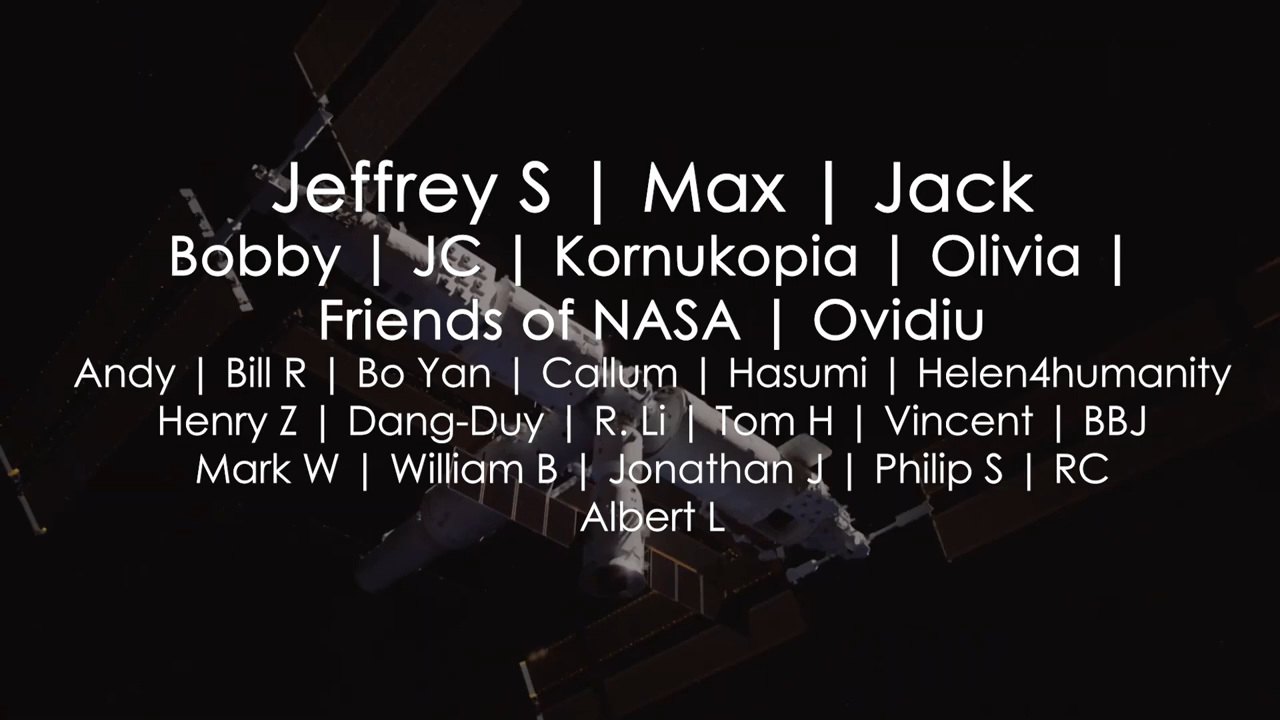 Jeffrey S | Max | Jack
Bobby | JC | Kornukopia | Olivia |
Friends of NASA | Ovidiu
Andy | Bill R | Bo Yan | Callum | Hasumi | Helen4humanity
Henry Z | Dang-Duy | R. Li | Tom H | Vincent | BBJ
Mark W | William B | Jonathan J | Philip S | RC
Albert L